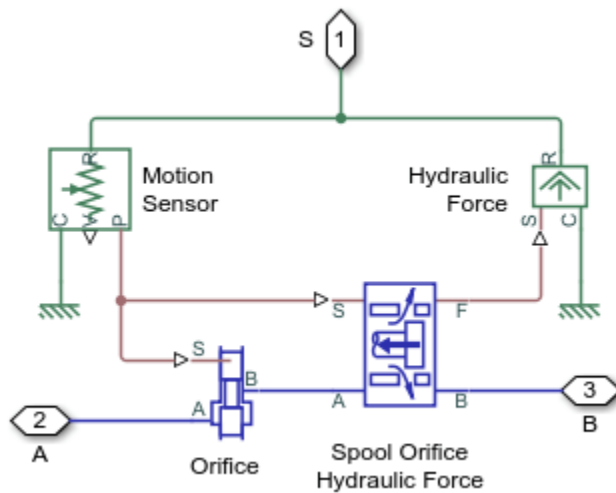 S 1
R
R
Motion
Sensor
Hydraulic
Force
C V P
S C
S F
S
B
A A B
2
3
A
B
Orifice
Spool Orifice
Hydraulic Force